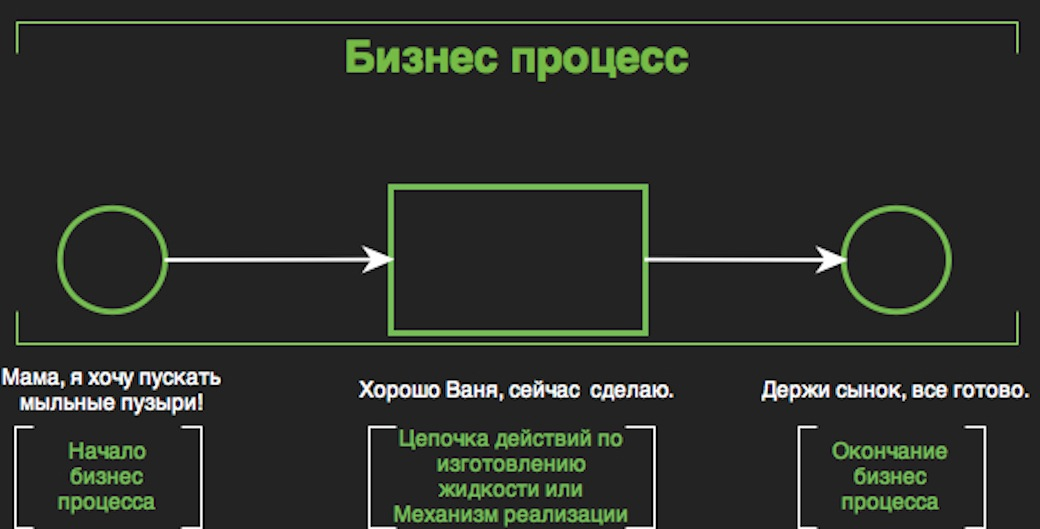 Бизнес процесс
Мама, я хочу пускать
мыльные пузыри!
Хорошо Ваня, сейчас сделаю.
Держи сынок, все готово.
Начало
бизнес
процесса
Цепочка действий по
изготовлению
жидкости или
Механизм реализации
Окончание
бизнес
процесса